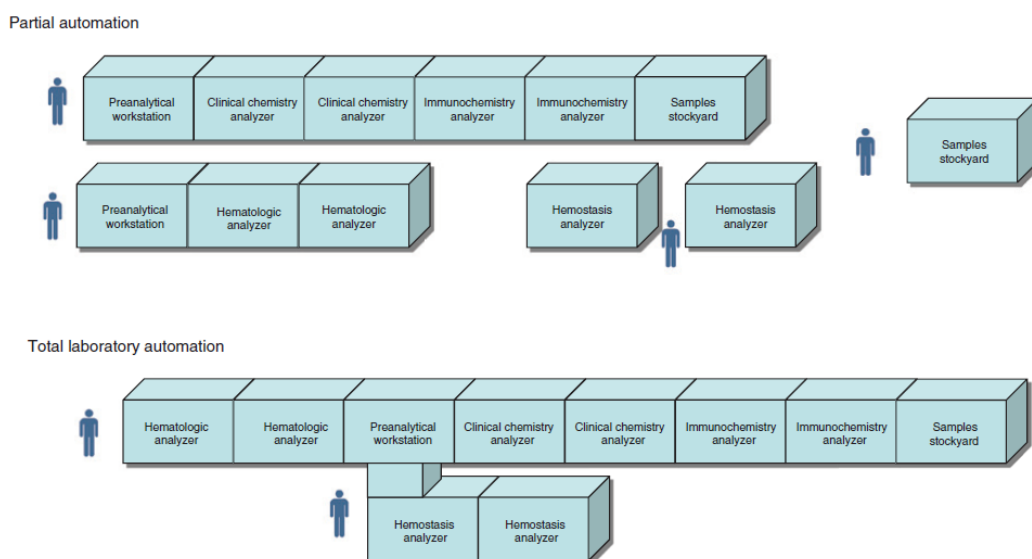 Partial automation
Preanalytical
workstation
Clinical chemistry
analyzer
Clinical chemistry
analyzer
Immunochemistry
analyzer
Immunochemistry
analyzer
Samples
stockyard
Samples
stockyard
Preanalytical
workstation
Hematologic
analyzer
Hematologic
analyzer
Hemostasis
analyzer
Hemostasis
analyzer
Total laboratory automation
Hematologic
analyzer
Hematologic
analyzer
Preanalytical
workstation
Clinical chemistry
analyzer
Clinical chemistry
analyzer
Immunochemistry
analyzer
Immunochemistry
analyzer
Samples
stockyard
Hemostasis
analyzer
Hemostasis
analyzer